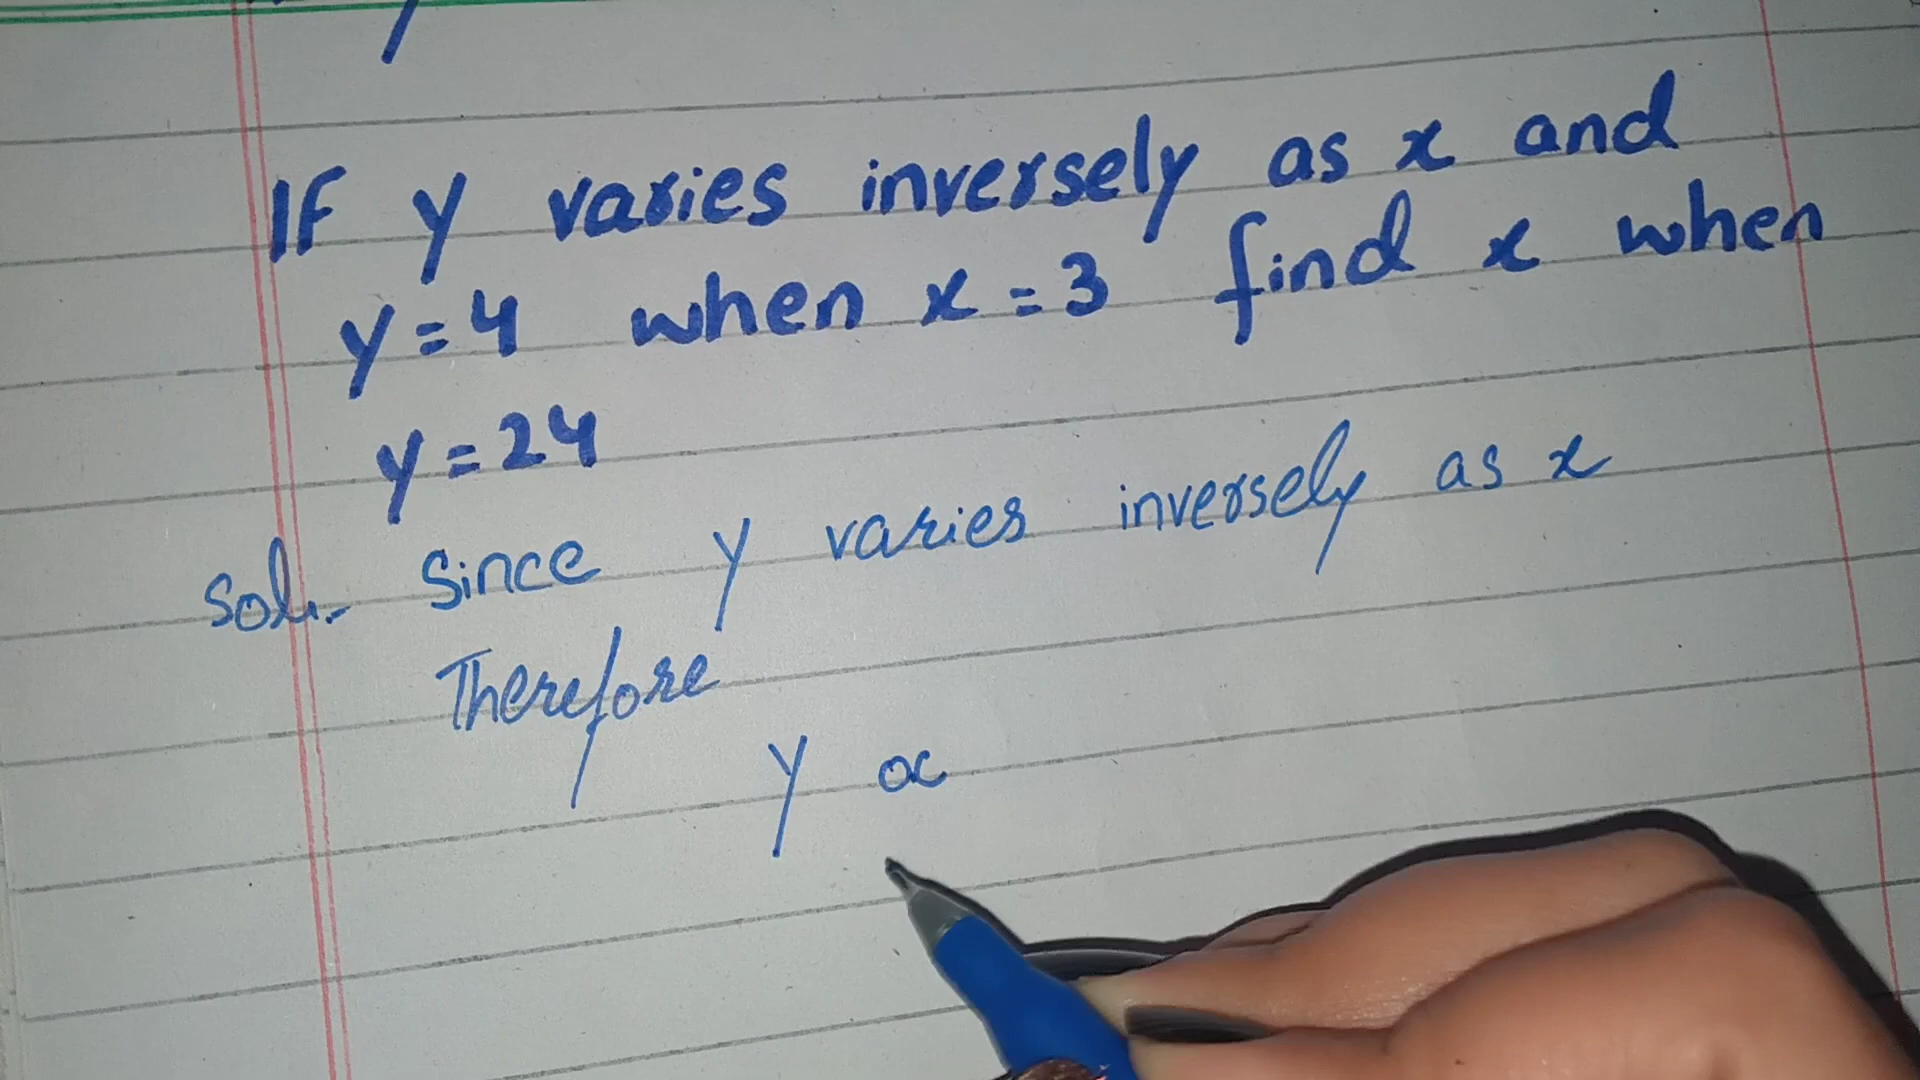 If y varies inversely as x and
y=4 when x=3 find x when
y=24
Sol:- Since y varies inversely as x
Therefore
y ∝